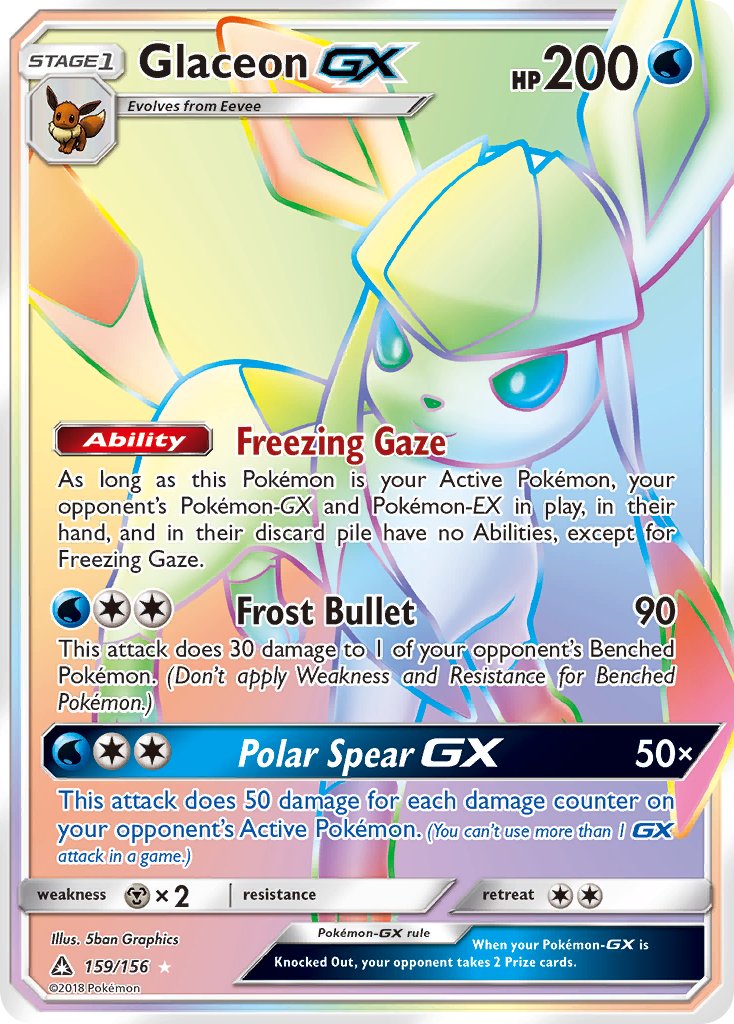 STAGE 1
Glaceon GX
HP 200
Evolves from Eevee
Ability Freezing Gaze
As long as this Pokémon is your Active Pokémon, your
opponent's Pokémon-GX and Pokémon-EX in play, in their
hand, and in their discard pile have no Abilities, except for
Freezing Gaze.
Frost Bullet 90
This attack does 30 damage to 1 of your opponent's Benched
Pokémon. (Don't apply Weakness and Resistance for Benched
Pokémon.)
Polar Spear GX 50×
This attack does 50 damage for each damage counter on
your opponent's Active Pokémon. (You can't use more than 1 GX
attack in a game.)
weakness × 2 resistance retreat
Illus. 5ban Graphics
159/156
©2018 Pokémon
Pokémon-GX rule
When your Pokémon-GX is
Knocked Out, your opponent takes 2 Prize cards.